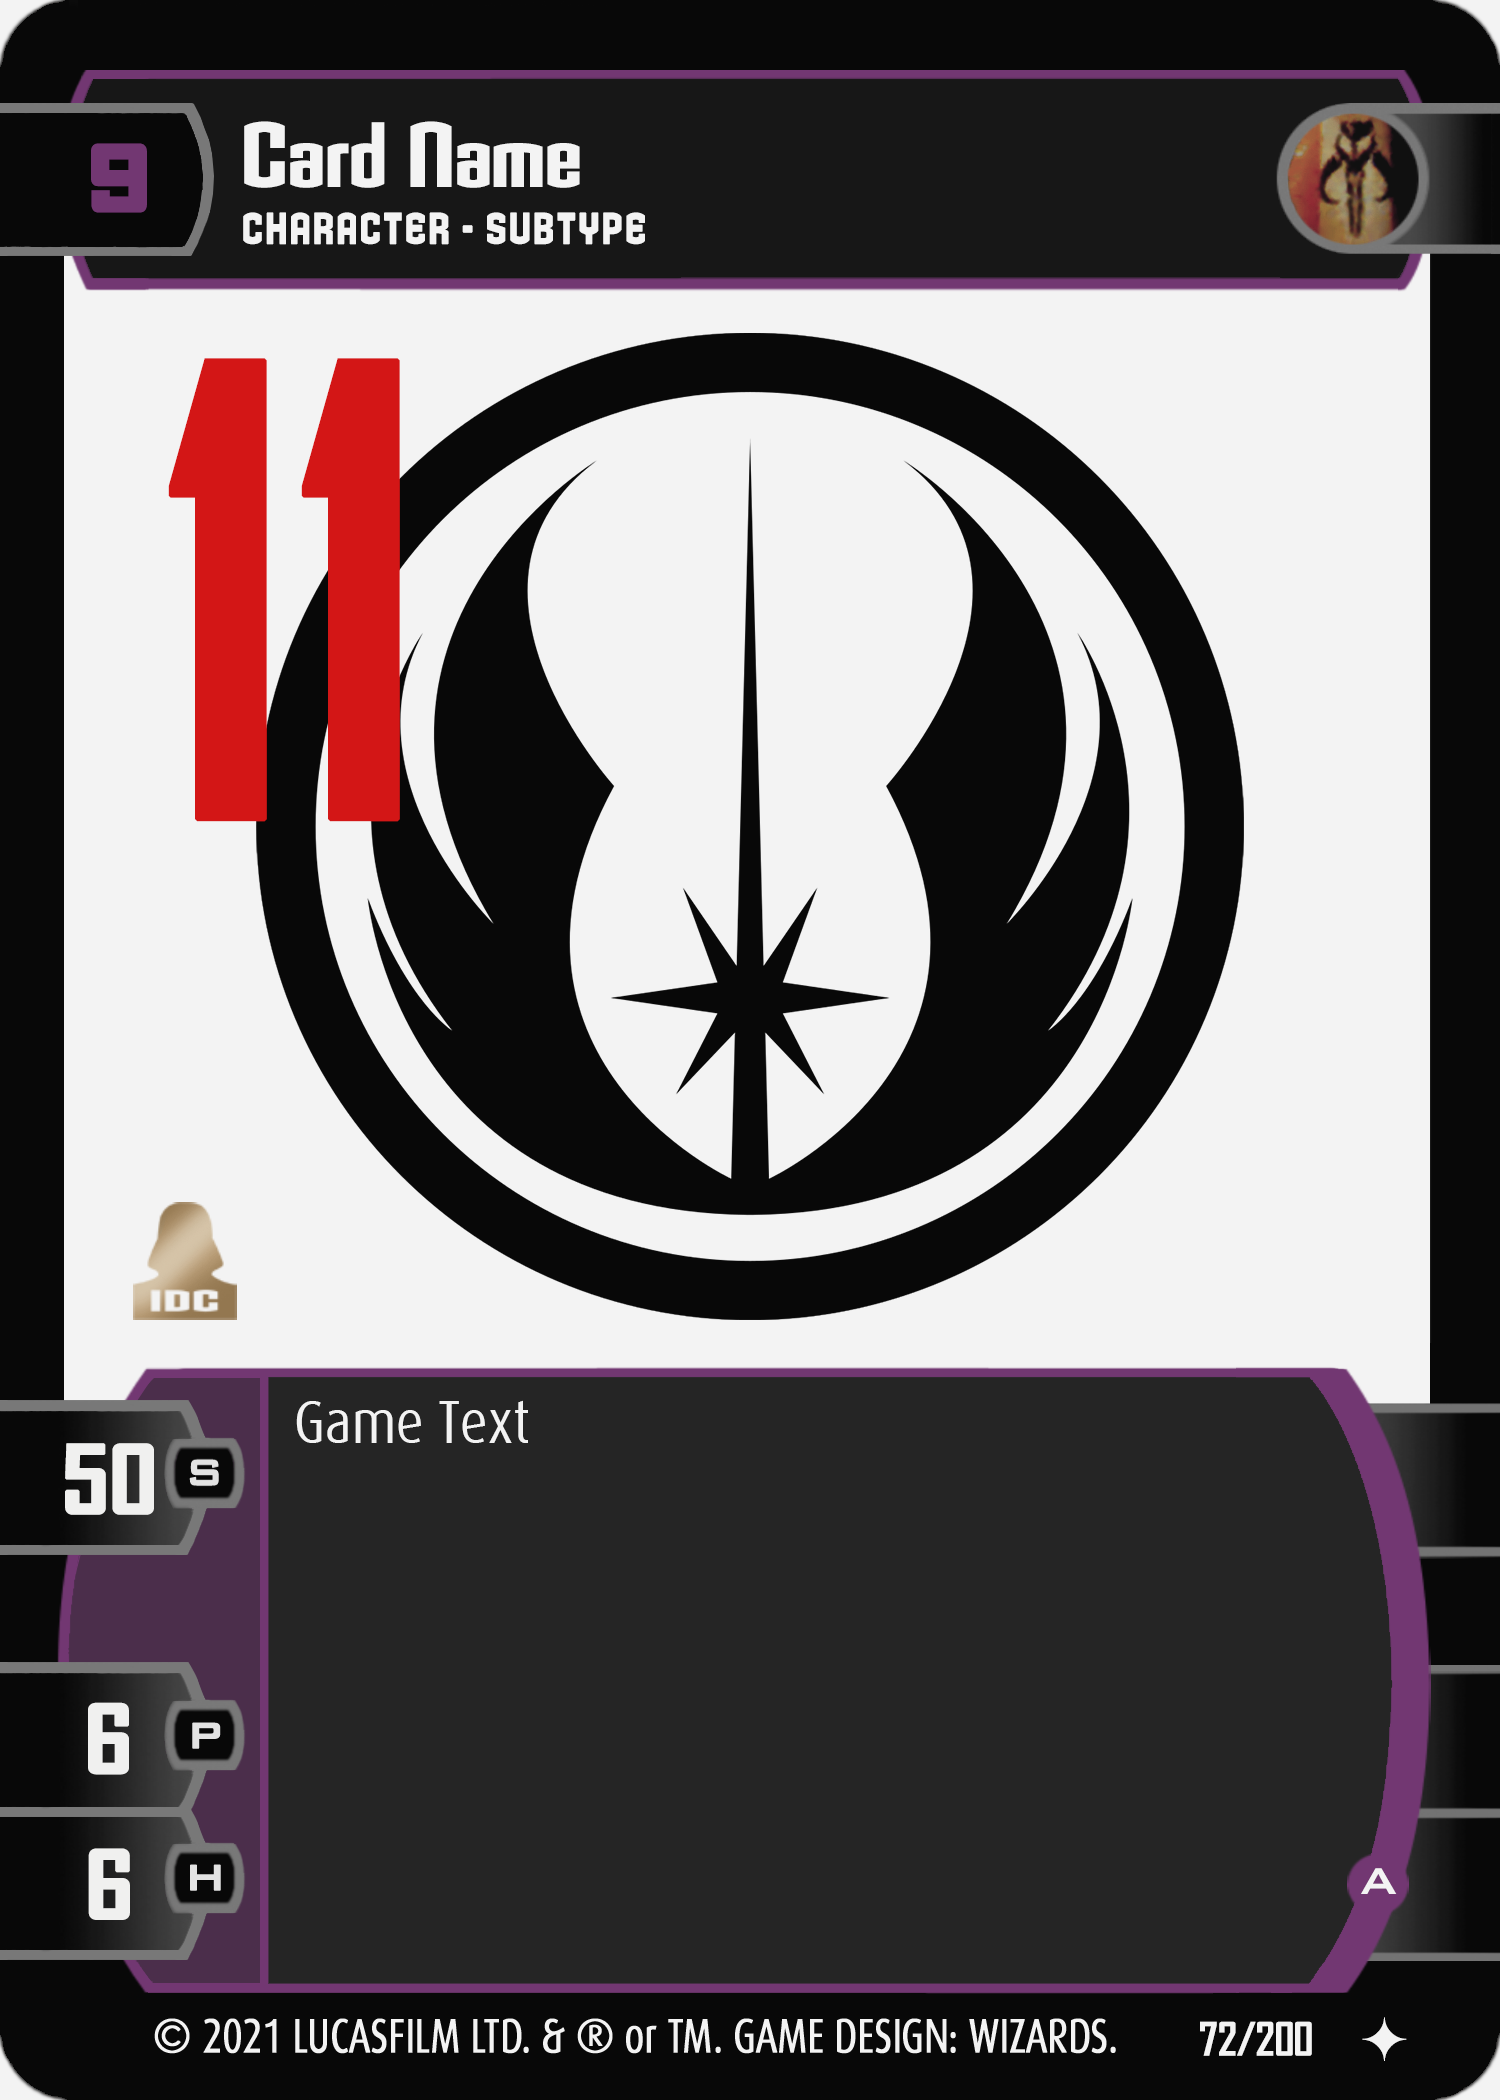 9
Card Name
CHARACTER - SUBTYPE
11
IDC
Game Text
50 S
6 P
6 H
A
© 2021 LUCASFILM LTD. & ® or TM. GAME DESIGN: WIZARDS. 72/200